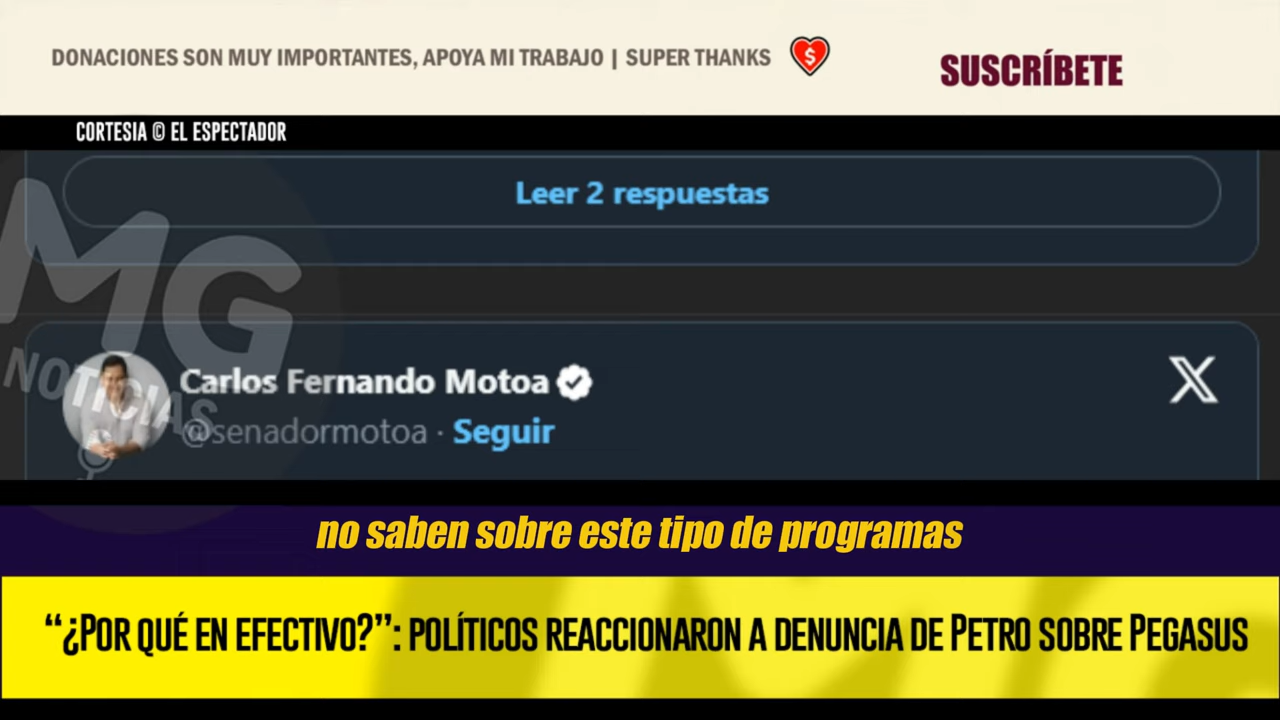 DONACIONES SON MUY IMPORTANTES, APOYA MI TRABAJO | SUPER THANKS
$
SUSCRÍBETE
CORTESIA © EL ESPECTADOR
Leer 2 respuestas
MG
NOTICIAS
Carlos Fernando Motoa
@senadormotoa · Seguir
X
no saben sobre este tipo de programas
“¿POR QUÉ EN EFECTIVO?”: POLÍTICOS REACCIONARON A DENUNCIA DE PETRO SOBRE PEGASUS